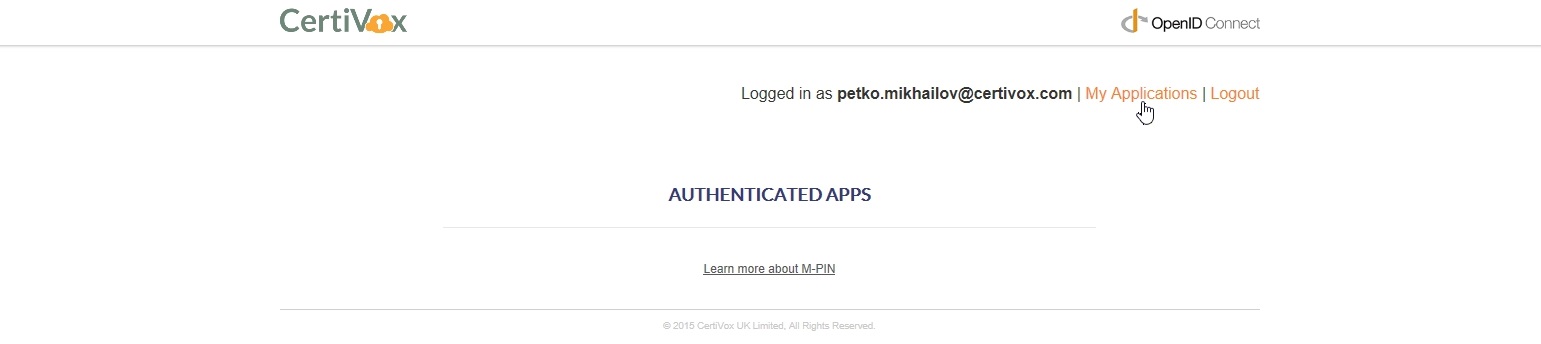 CertiVox
OpenID Connect
Logged in as petko.mikhailov@certivox.com | My Applications | Logout
AUTHENTICATED APPS
Learn more about M-PIN
© 2015 CertiVox UK Limited, All Rights Reserved.